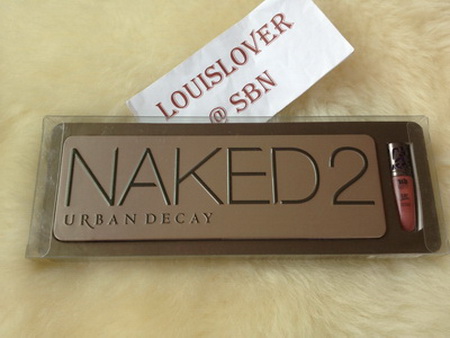 LOUISLOVER
@ SBN
NAKED2
URBAN DECAY